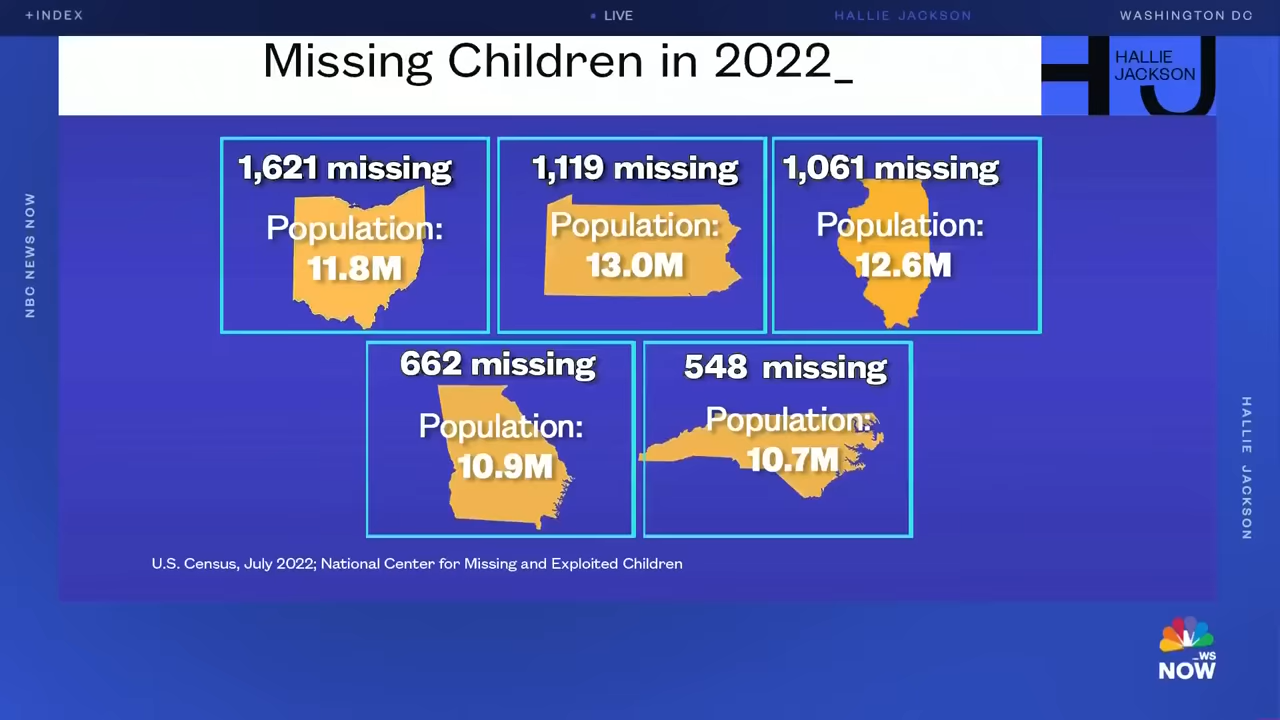 +INDEX
• LIVE
HALLIE JACKSON
WASHINGTON DC
Missing Children in 2022_
HALLIE
JACKSON
HJ
1,621 missing
Population:
11.8M
1,119 missing
Population:
13.0M
1,061 missing
Population:
12.6M
662 missing
Population:
10.9M
548 missing
Population:
10.7M
U.S. Census, July 2022; National Center for Missing and Exploited Children
NBC NEWS NOW
HALLIE JACKSON
_WS
NOW